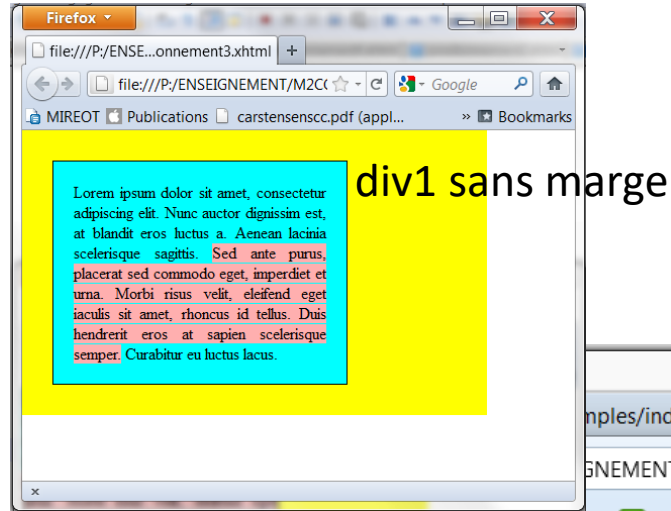 Firefox
file:///P:/ENSE...onnement3.xhtml +
file:///P:/ENSEIGNEMENT/M2C( Google
MIREOT Publications carstensenscc.pdf (appl... » Bookmarks
div1 sans marge
Lorem ipsum dolor sit amet, consectetur
adipiscing elit. Nunc auctor dignissim est,
at blandit eros luctus a. Aenean lacinia
scelerisque sagittis. Sed ante purus,
placerat sed commodo eget, imperdiet et
urna. Morbi risus velit, eleifend eget
iaculis sit amet, rhoncus id tellus. Duis
hendrerit eros at sapien scelerisque
semper. Curabitur eu luctus lacus.
mples/ind
GNEMENT
x